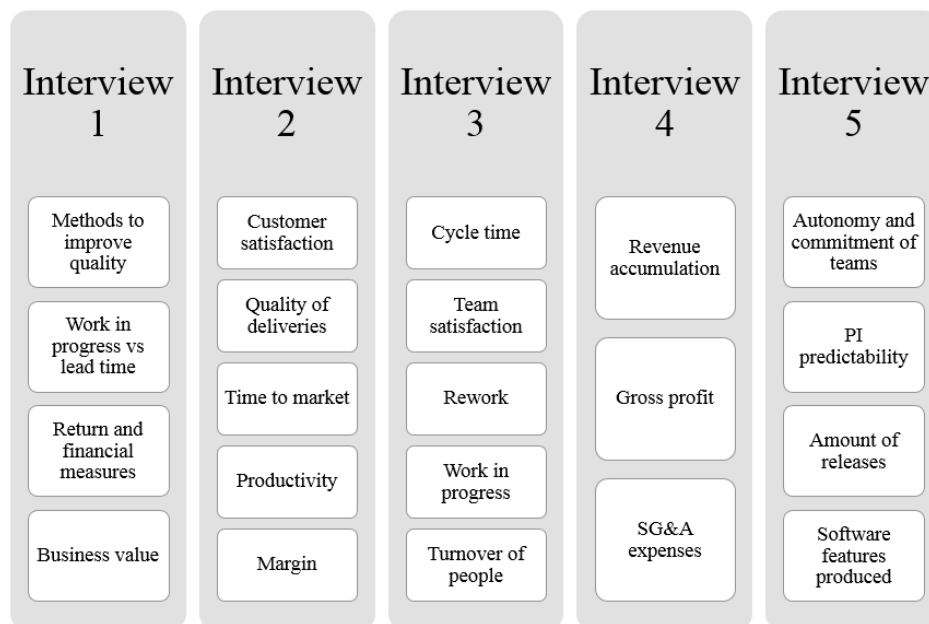 Interview
1
Methods to
improve
quality
Work in
progress vs
lead time
Return and
financial
measures
Business value
Interview
2
Customer
satisfaction
Quality of
deliveries
Time to market
Productivity
Margin
Interview
3
Cycle time
Team
satisfaction
Rework
Work in
progress
Turnover of
people
Interview
4
Revenue
accumulation
Gross profit
SG&A
expenses
Interview
5
Autonomy and
commitment of
teams
PI
predictability
Amount of
releases
Software
features
produced